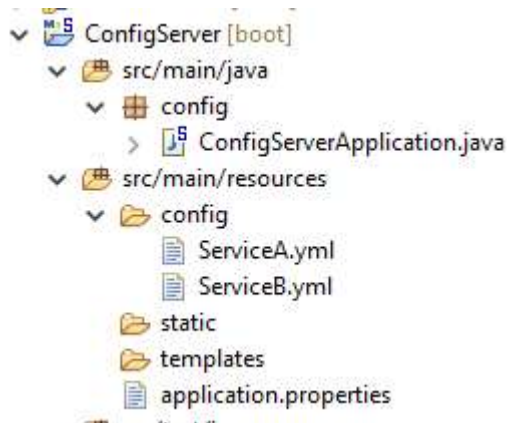 ConfigServer [boot]
src/main/java
config
ConfigServerApplication.java
src/main/resources
config
ServiceA.yml
ServiceB.yml
static
templates
application.properties